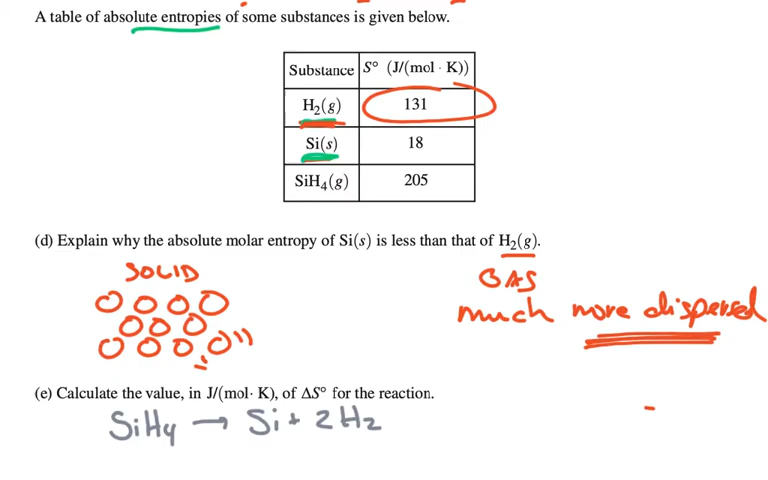 A table of absolute entropies of some substances is given below.
Substance S° (J/(mol · K))
H₂(g) 131
Si(s) 18
SiH₄(g) 205
(d) Explain why the absolute molar entropy of Si(s) is less than that of H₂(g).
SOLID
GAS
much more dispersed
(e) Calculate the value, in J/(mol· K), of ΔS° for the reaction.
SiH4 → Si + 2H2